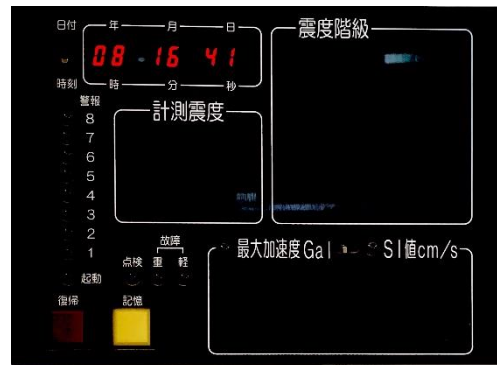 日付 年 月 日 震度階級
08-16 41
時刻 時 分 秒
警報 計測震度
8
7
6
5
4
3
2
1
故障
点検 重 軽
最大加速度Gal SI値cm/s
起動
復帰 記憶